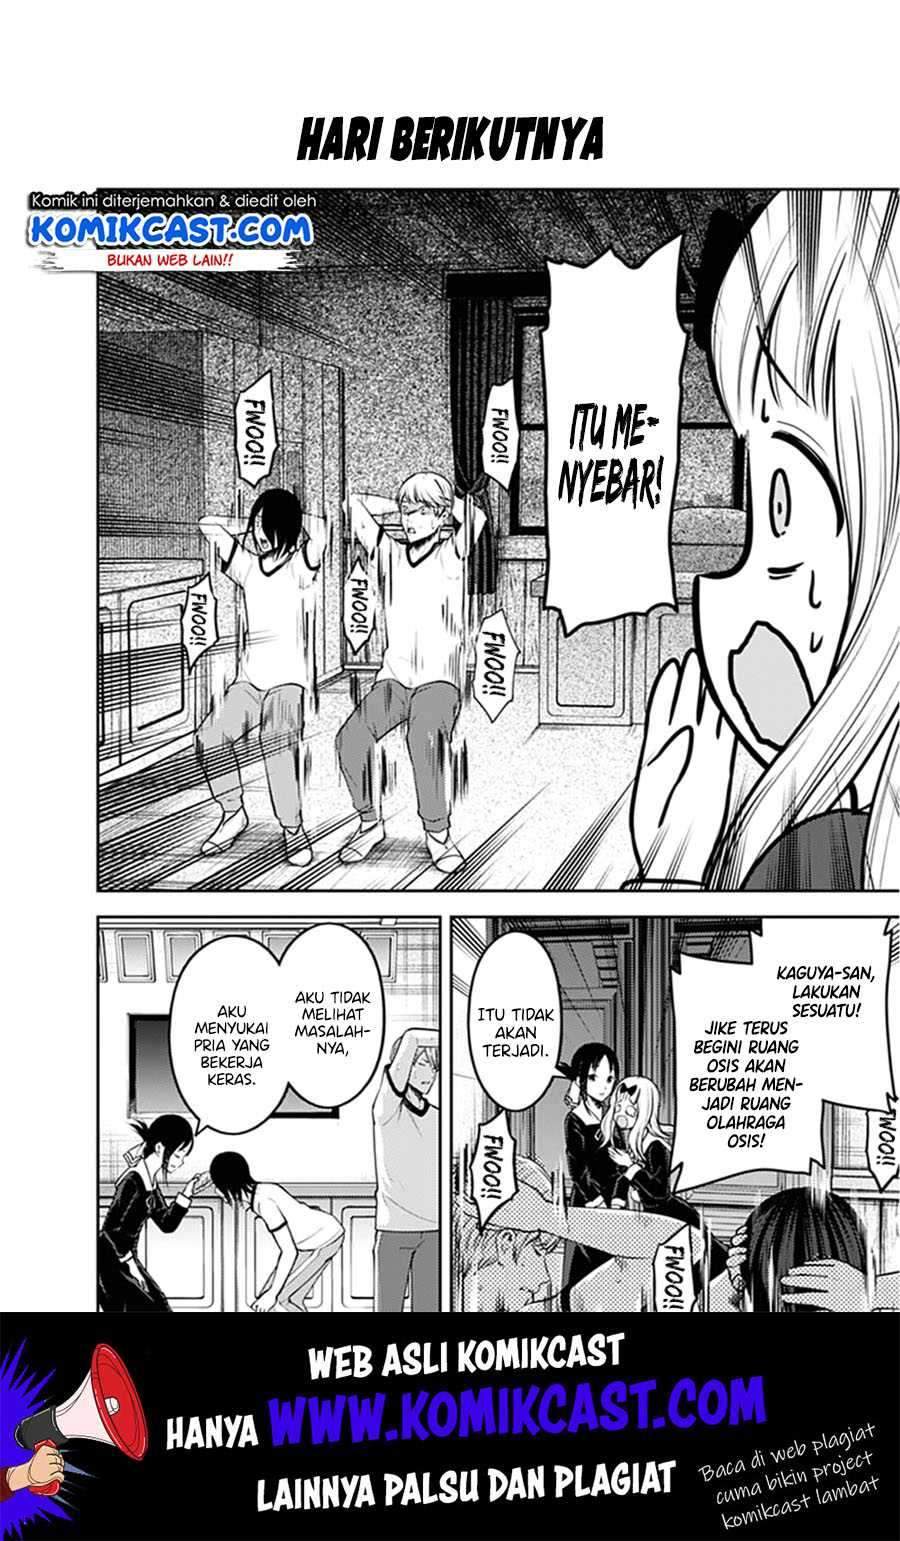 HARI BERIKUTNYA
Komik ini diterjemahkan & diedit oleh
KOMIKCAST.COM
BUKAN WEB LAIN!!
ITU ME-
NYEBAR!
FWOO!!
FWOO!!
FWOO!!
FWOO!!
FWOO!!
KAGUYA-SAN,
LAKUKAN
SESUATU!
JIKE TERUS
BEGINI RUANG
OSIS AKAN
BERUBAH MEN-
JADI RUANG
OLAHRAGA
OSIS!
ITU TIDAK
AKAN
TERJADI.
FWOO!!
FWOO!!
FWOO!!
AKU TIDAK
MELIHAT
MASALAH-
NYA,
AKU
MENYUKAI
PRIA YANG
BEKERJA
KERAS.
WEB ASLI KOMIKCAST
HANYA WWW.KOMIKCAST.COM
LAINNYA PALSU DAN PLAGIAT
Baca di web plagiat
cuma bikin project
komikcast lambat